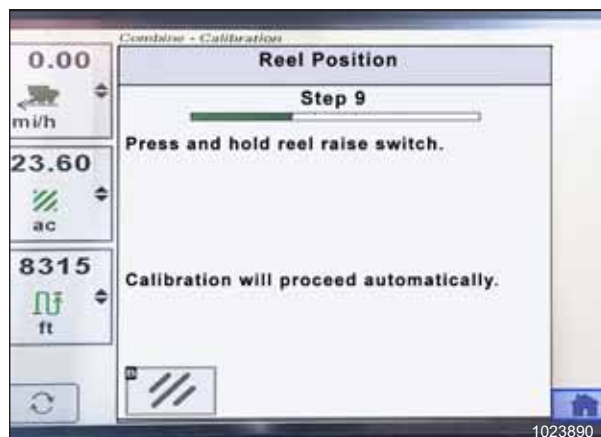 Combine - Calibration
Reel Position
Step 9
Press and hold reel raise switch.
Calibration will proceed automatically.
0.00
mi/h
23.60
ac
8315
ft
1023890